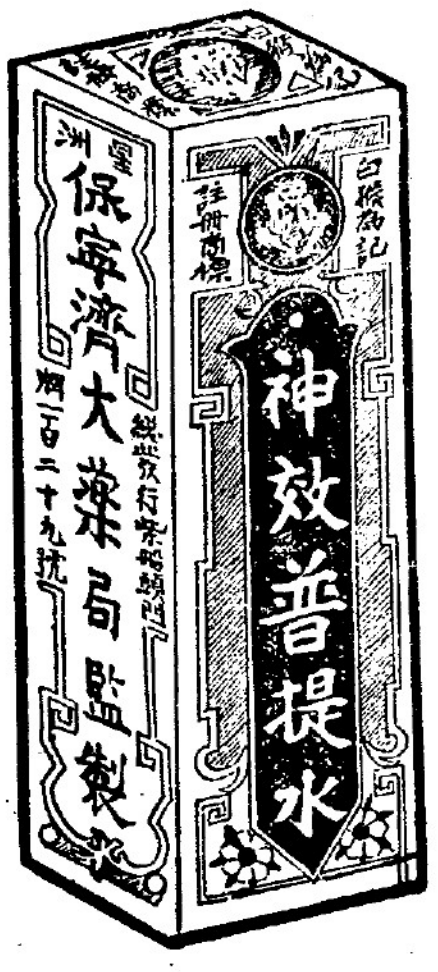 白猴為記
註冊商標
神效普提水
星洲
總發行柴船頭門
保寧濟大藥局監製
牌一百二十九號